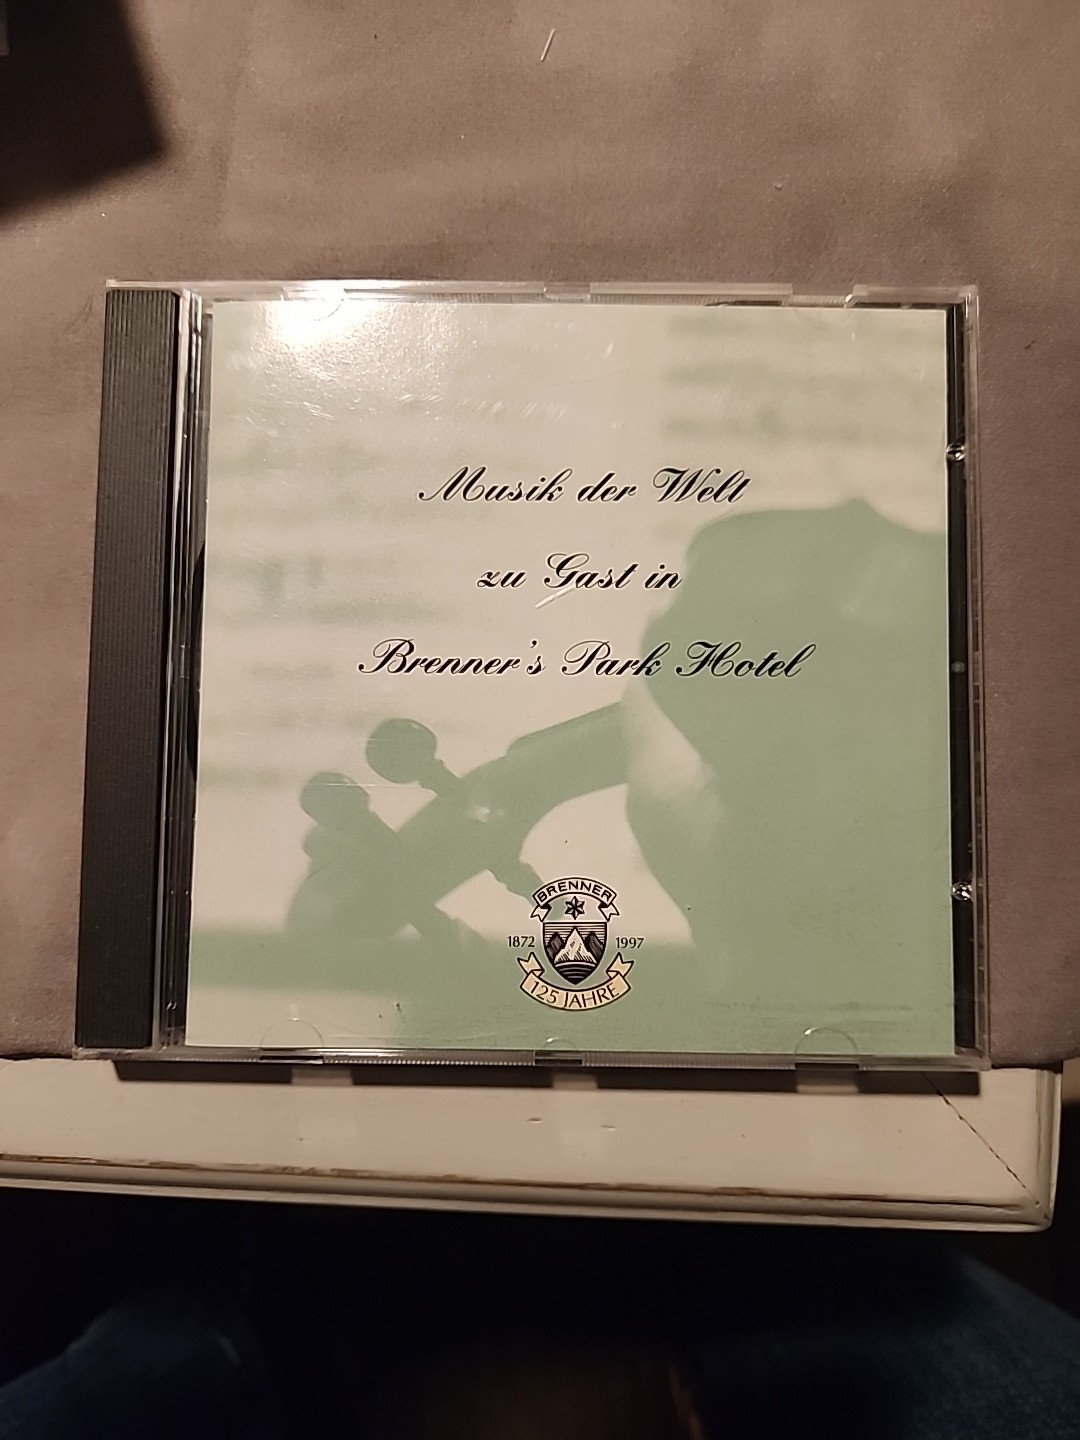 Musik der Welt
zu Gast in
Brenner's Park Hotel
BRENNER
1872 1997
125 JAHRE